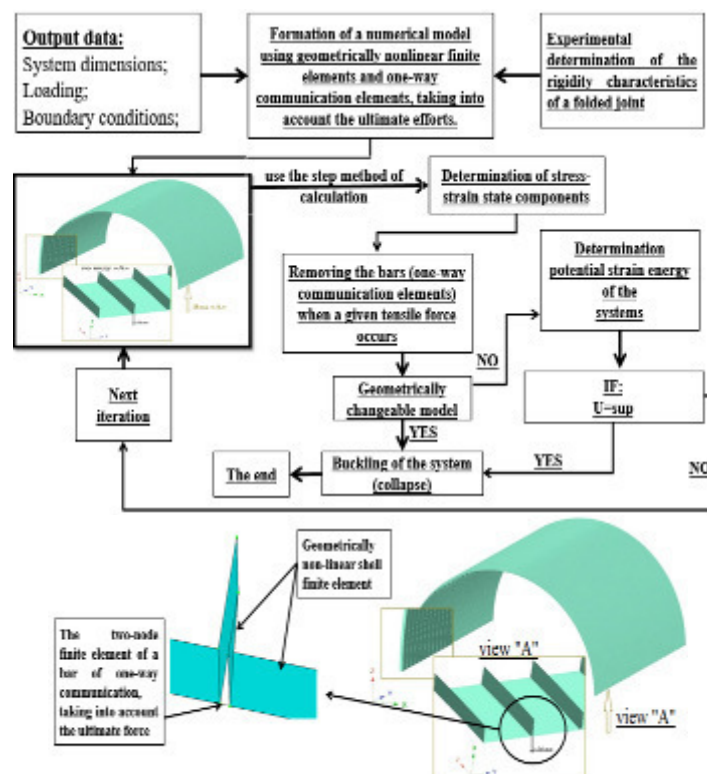 Output data:
System dimensions;
Loading;
Boundary conditions;
Formation of a numerical model
using geometrically nonlinear finite
elements and one-way
communication elements, taking into
account the ultimate efforts.
Experimental
determination of the
rigidity characteristics
of a folded joint
use the step method of
calculation
Determination of stress-
strain state components
Removing the bars (one-way
communication elements)
when a given tensile force
occurs
Determination
potential strain energy
of the
systems
NO
Geometrically
changeable model
IF:
U=sup
Next
iteration
YES
Buckling of the system
(collapse)
The end
YES
NO
Geometrically
non-linear shell
finite element
The two-node
finite element of a
bar of one-way
communication,
taking into account
the ultimate force
view "A"
view "A"